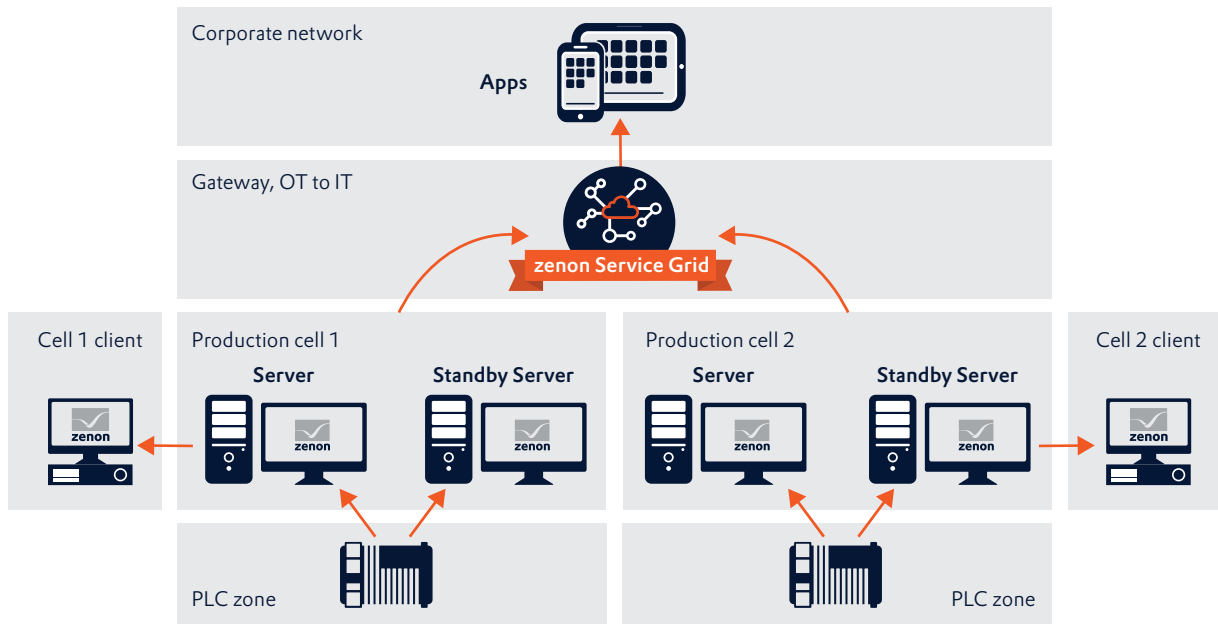 Corporate network
Apps
Gateway, OT to IT
zenon Service Grid
Cell 1 client
zenon
Production cell 1
Server
Standby Server
zenon
zenon
Production cell 2
Server
Standby Server
zenon
zenon
Cell 2 client
zenon
PLC zone
PLC zone